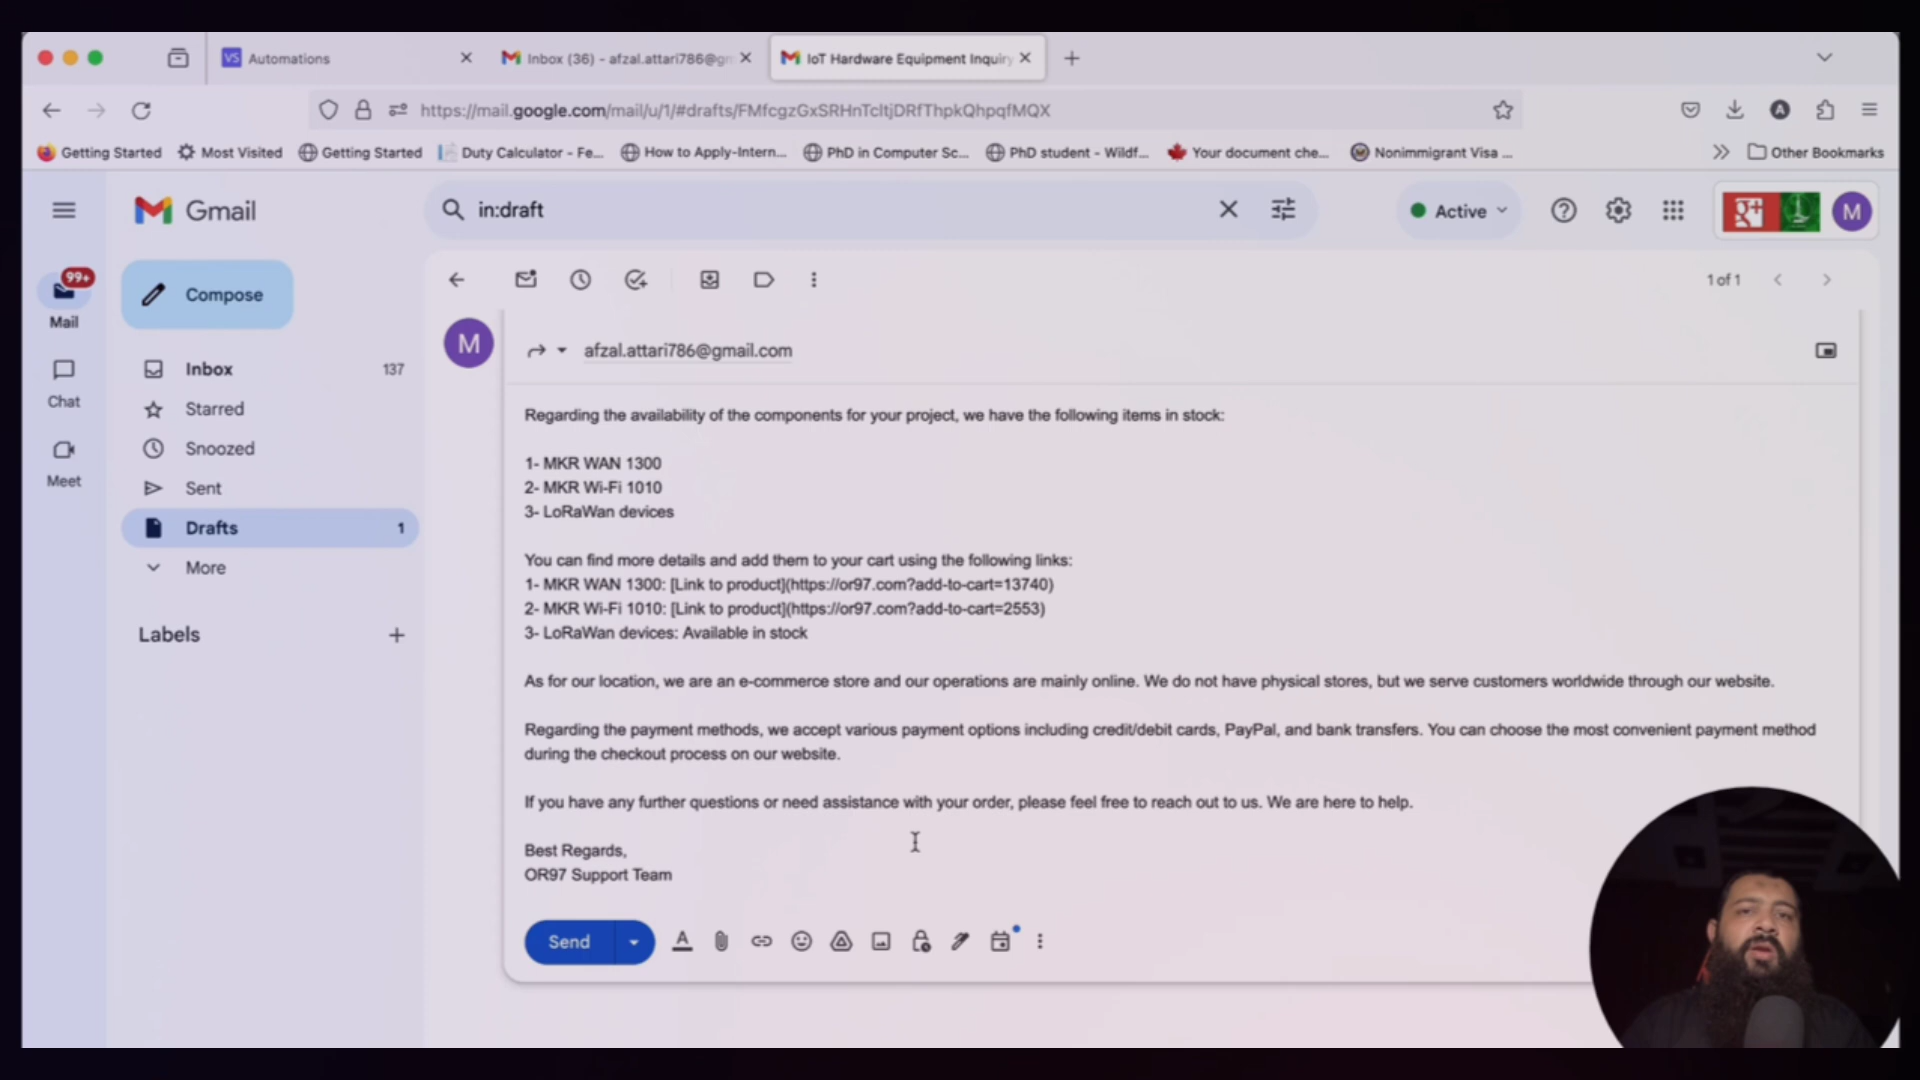 VS Automations
Inbox (36) - afzal.attari786@gm
IoT Hardware Equipment Inquiry
https://mail.google.com/mail/u/1/#drafts/FMfcgzGxSRHnTcltjDRfThpkQhpqfMQX
A
Getting Started
Most Visited
Getting Started
Duty Calculator - Fe...
How to Apply-Intern...
PhD in Computer Sc...
PhD student - Wildf...
Your document che...
Nonimmigrant Visa ...
Other Bookmarks
Gmail
in:draft
Active
M
99+
Mail
Chat
Meet
Compose
Inbox 137
Starred
Snoozed
Sent
Drafts 1
More
Labels
1 of 1
M
afzal.attari786@gmail.com
Regarding the availability of the components for your project, we have the following items in stock:
1- MKR WAN 1300
2- MKR Wi-Fi 1010
3- LoRaWan devices
You can find more details and add them to your cart using the following links:
1- MKR WAN 1300: [Link to product](https://or97.com?add-to-cart=13740)
2- MKR Wi-Fi 1010: [Link to product](https://or97.com?add-to-cart=2553)
3- LoRaWan devices: Available in stock
As for our location, we are an e-commerce store and our operations are mainly online. We do not have physical stores, but we serve customers worldwide through our website.
Regarding the payment methods, we accept various payment options including credit/debit cards, PayPal, and bank transfers. You can choose the most convenient payment method
during the checkout process on our website.
If you have any further questions or need assistance with your order, please feel free to reach out to us. We are here to help.
Best Regards,
OR97 Support Team
Send